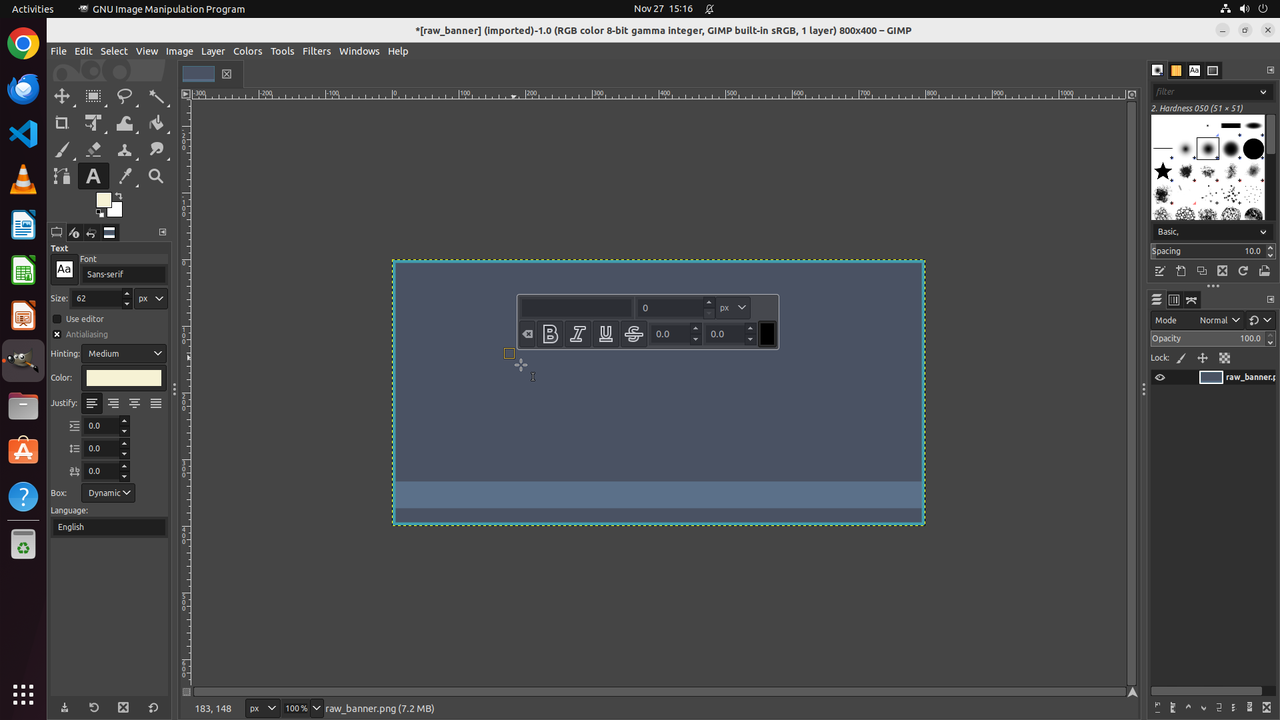 Activities
GNU Image Manipulation Program
Nov 27 15:16
*[raw_banner] (imported)-1.0 (RGB color 8-bit gamma integer, GIMP built-in sRGB, 1 layer) 800x400 – GIMP
File Edit Select View Image Layer Colors Tools Filters Windows Help
filter
2. Hardness 050 (51 × 51)
Basic,
Spacing 10.0
Mode Normal
Opacity 100.0
Lock:
raw_banner.p
Text
Font
Aa Sans-serif
Size: 62 px
Use editor
Antialiasing
Hinting: Medium
Color:
Justify:
0.0
0.0
0.0
Box: Dynamic
Language:
English
0 px
B I U S 0.0 0.0
183, 148 px 100 % raw_banner.png (7.2 MB)